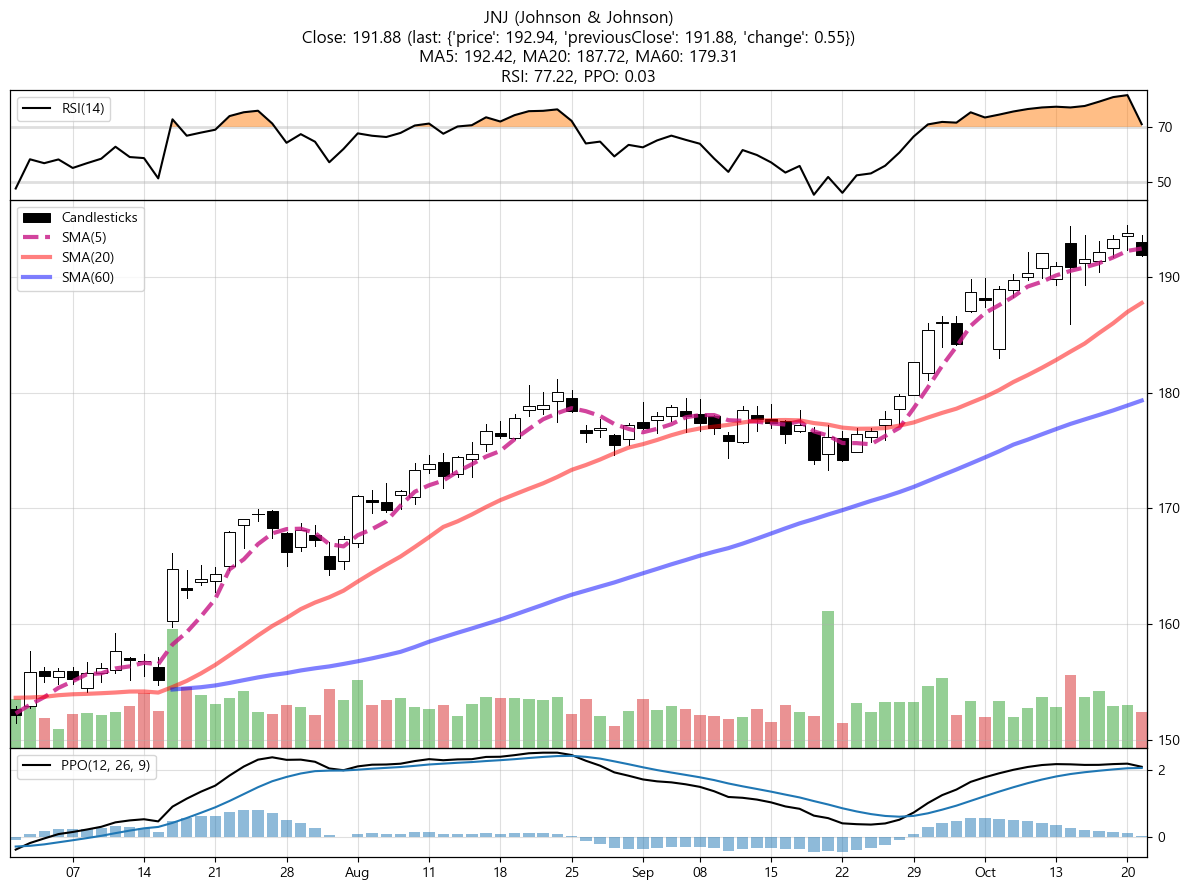 JNJ (Johnson & Johnson)
Close: 191.88 (last: {'price': 192.94, 'previousClose': 191.88, 'change': 0.55})
MA5: 192.42, MA20: 187.72, MA60: 179.31
RSI: 77.22, PPO: 0.03
RSI(14)
70
50
Candlesticks
SMA(5)
SMA(20)
SMA(60)
190
180
170
160
150
PPO(12, 26, 9)
2
0
07 14 21 28 Aug 11 18 25 Sep 08 15 22 29 Oct 13 20